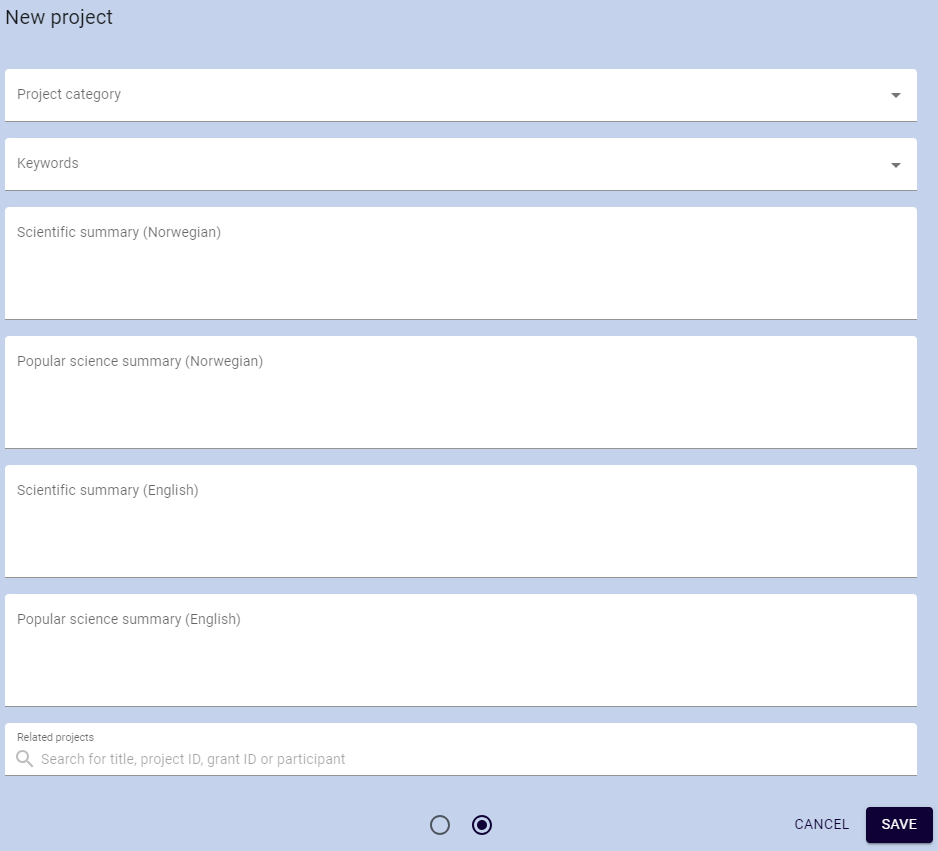 New project
Project category
Keywords
Scientific summary (Norwegian)
Popular science summary (Norwegian)
Scientific summary (English)
Popular science summary (English)
Related projects
Search for title, project ID, grant ID or participant
CANCEL SAVE